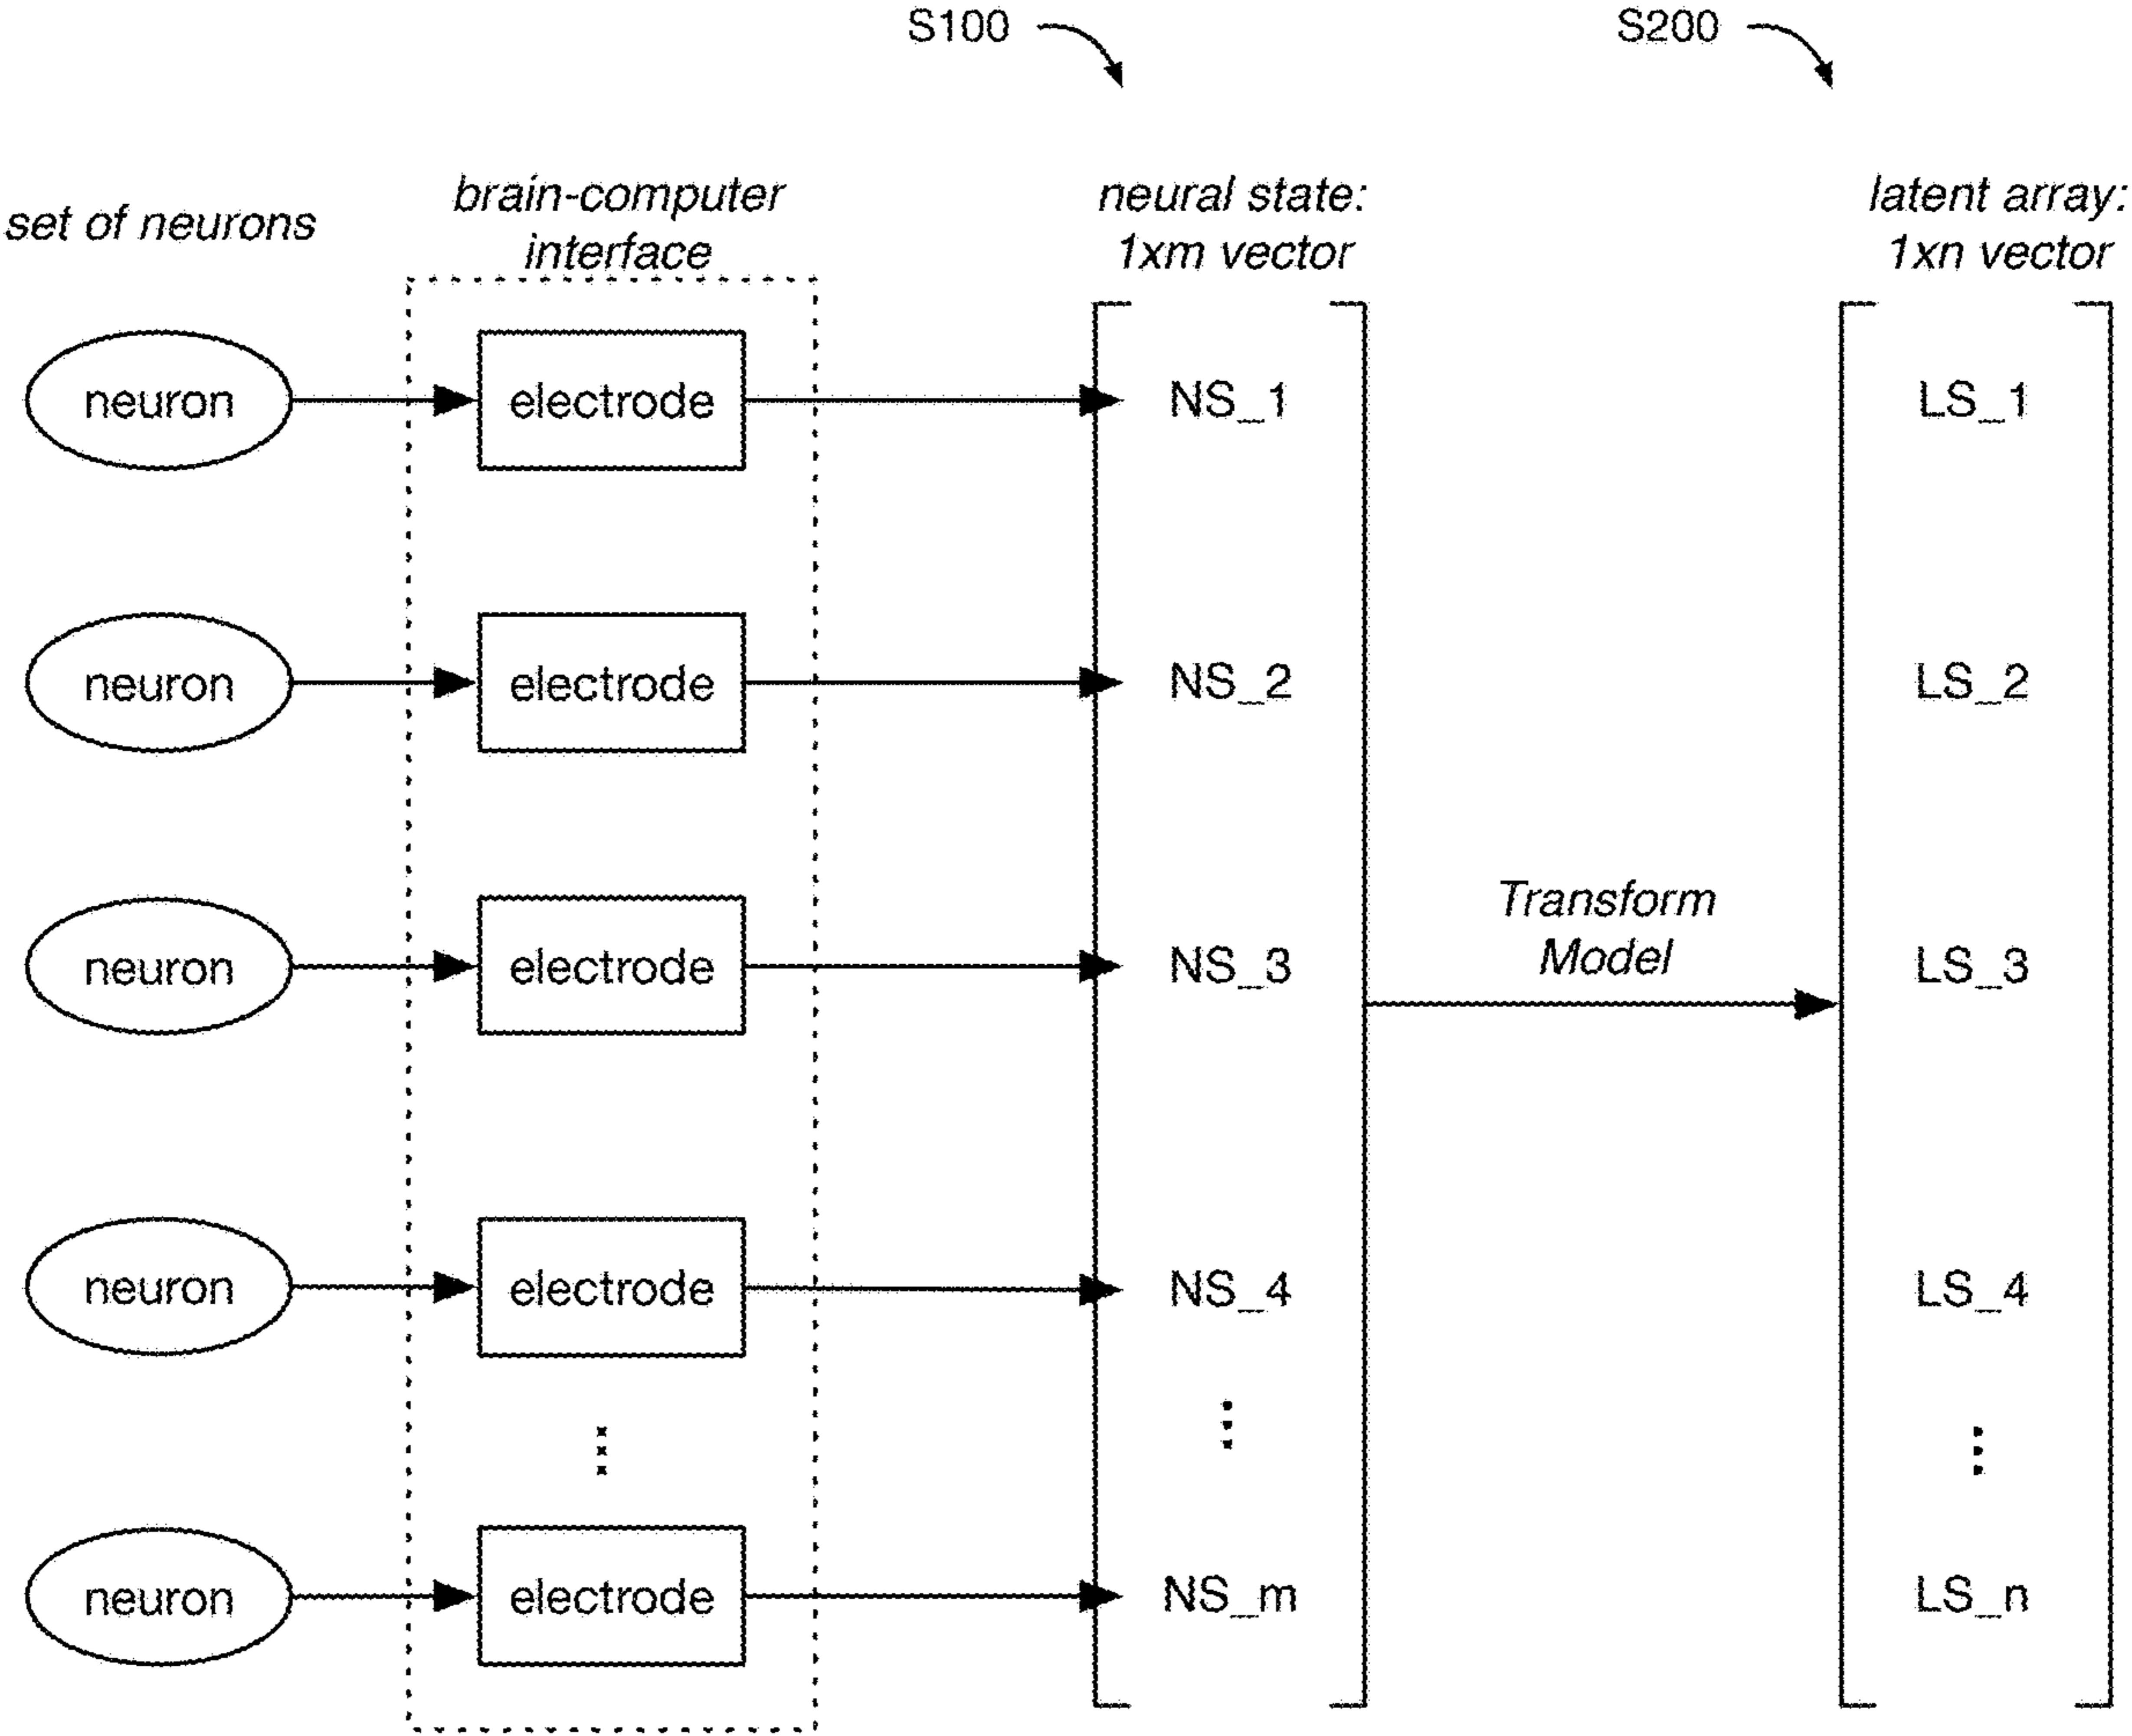 S100
S200
set of neurons
brain-computer
interface
neural state:
1xm vector
latent array:
1xn vector
neuron
electrode
NS_1
LS_1
neuron
electrode
NS_2
LS_2
Transform
Model
neuron
electrode
NS_3
LS_3
neuron
electrode
NS_4
LS_4
neuron
electrode
NS_m
LS_n